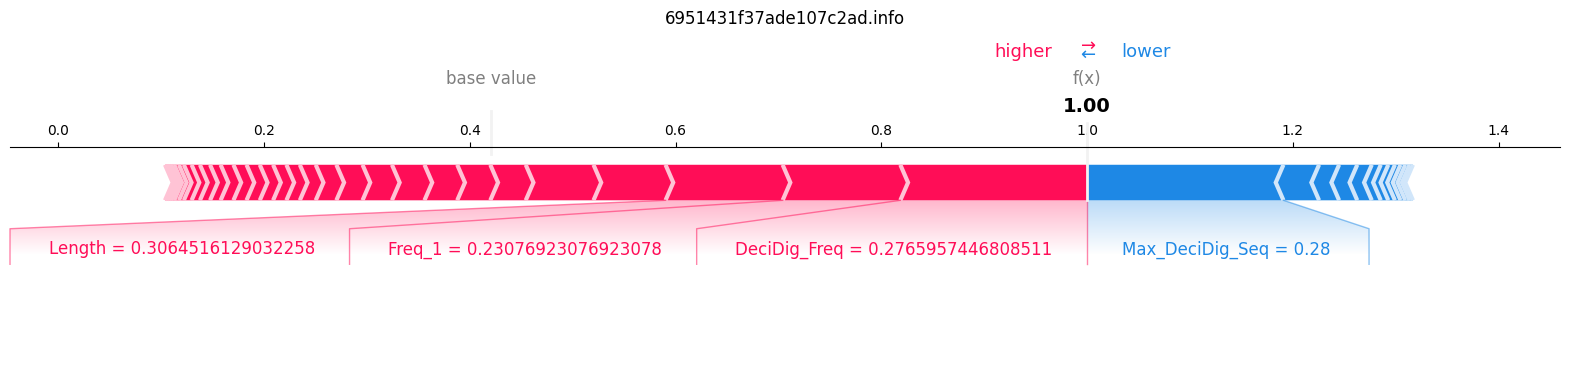 6951431f37ade107c2ad.info
higher ⇄ lower
base value f(x)
1.00
0.0 0.2 0.4 0.6 0.8 1.0 1.2 1.4
Length = 0.3064516129032258 Freq_1 = 0.23076923076923078 DeciDig_Freq = 0.2765957446808511 Max_DeciDig_Seq = 0.28